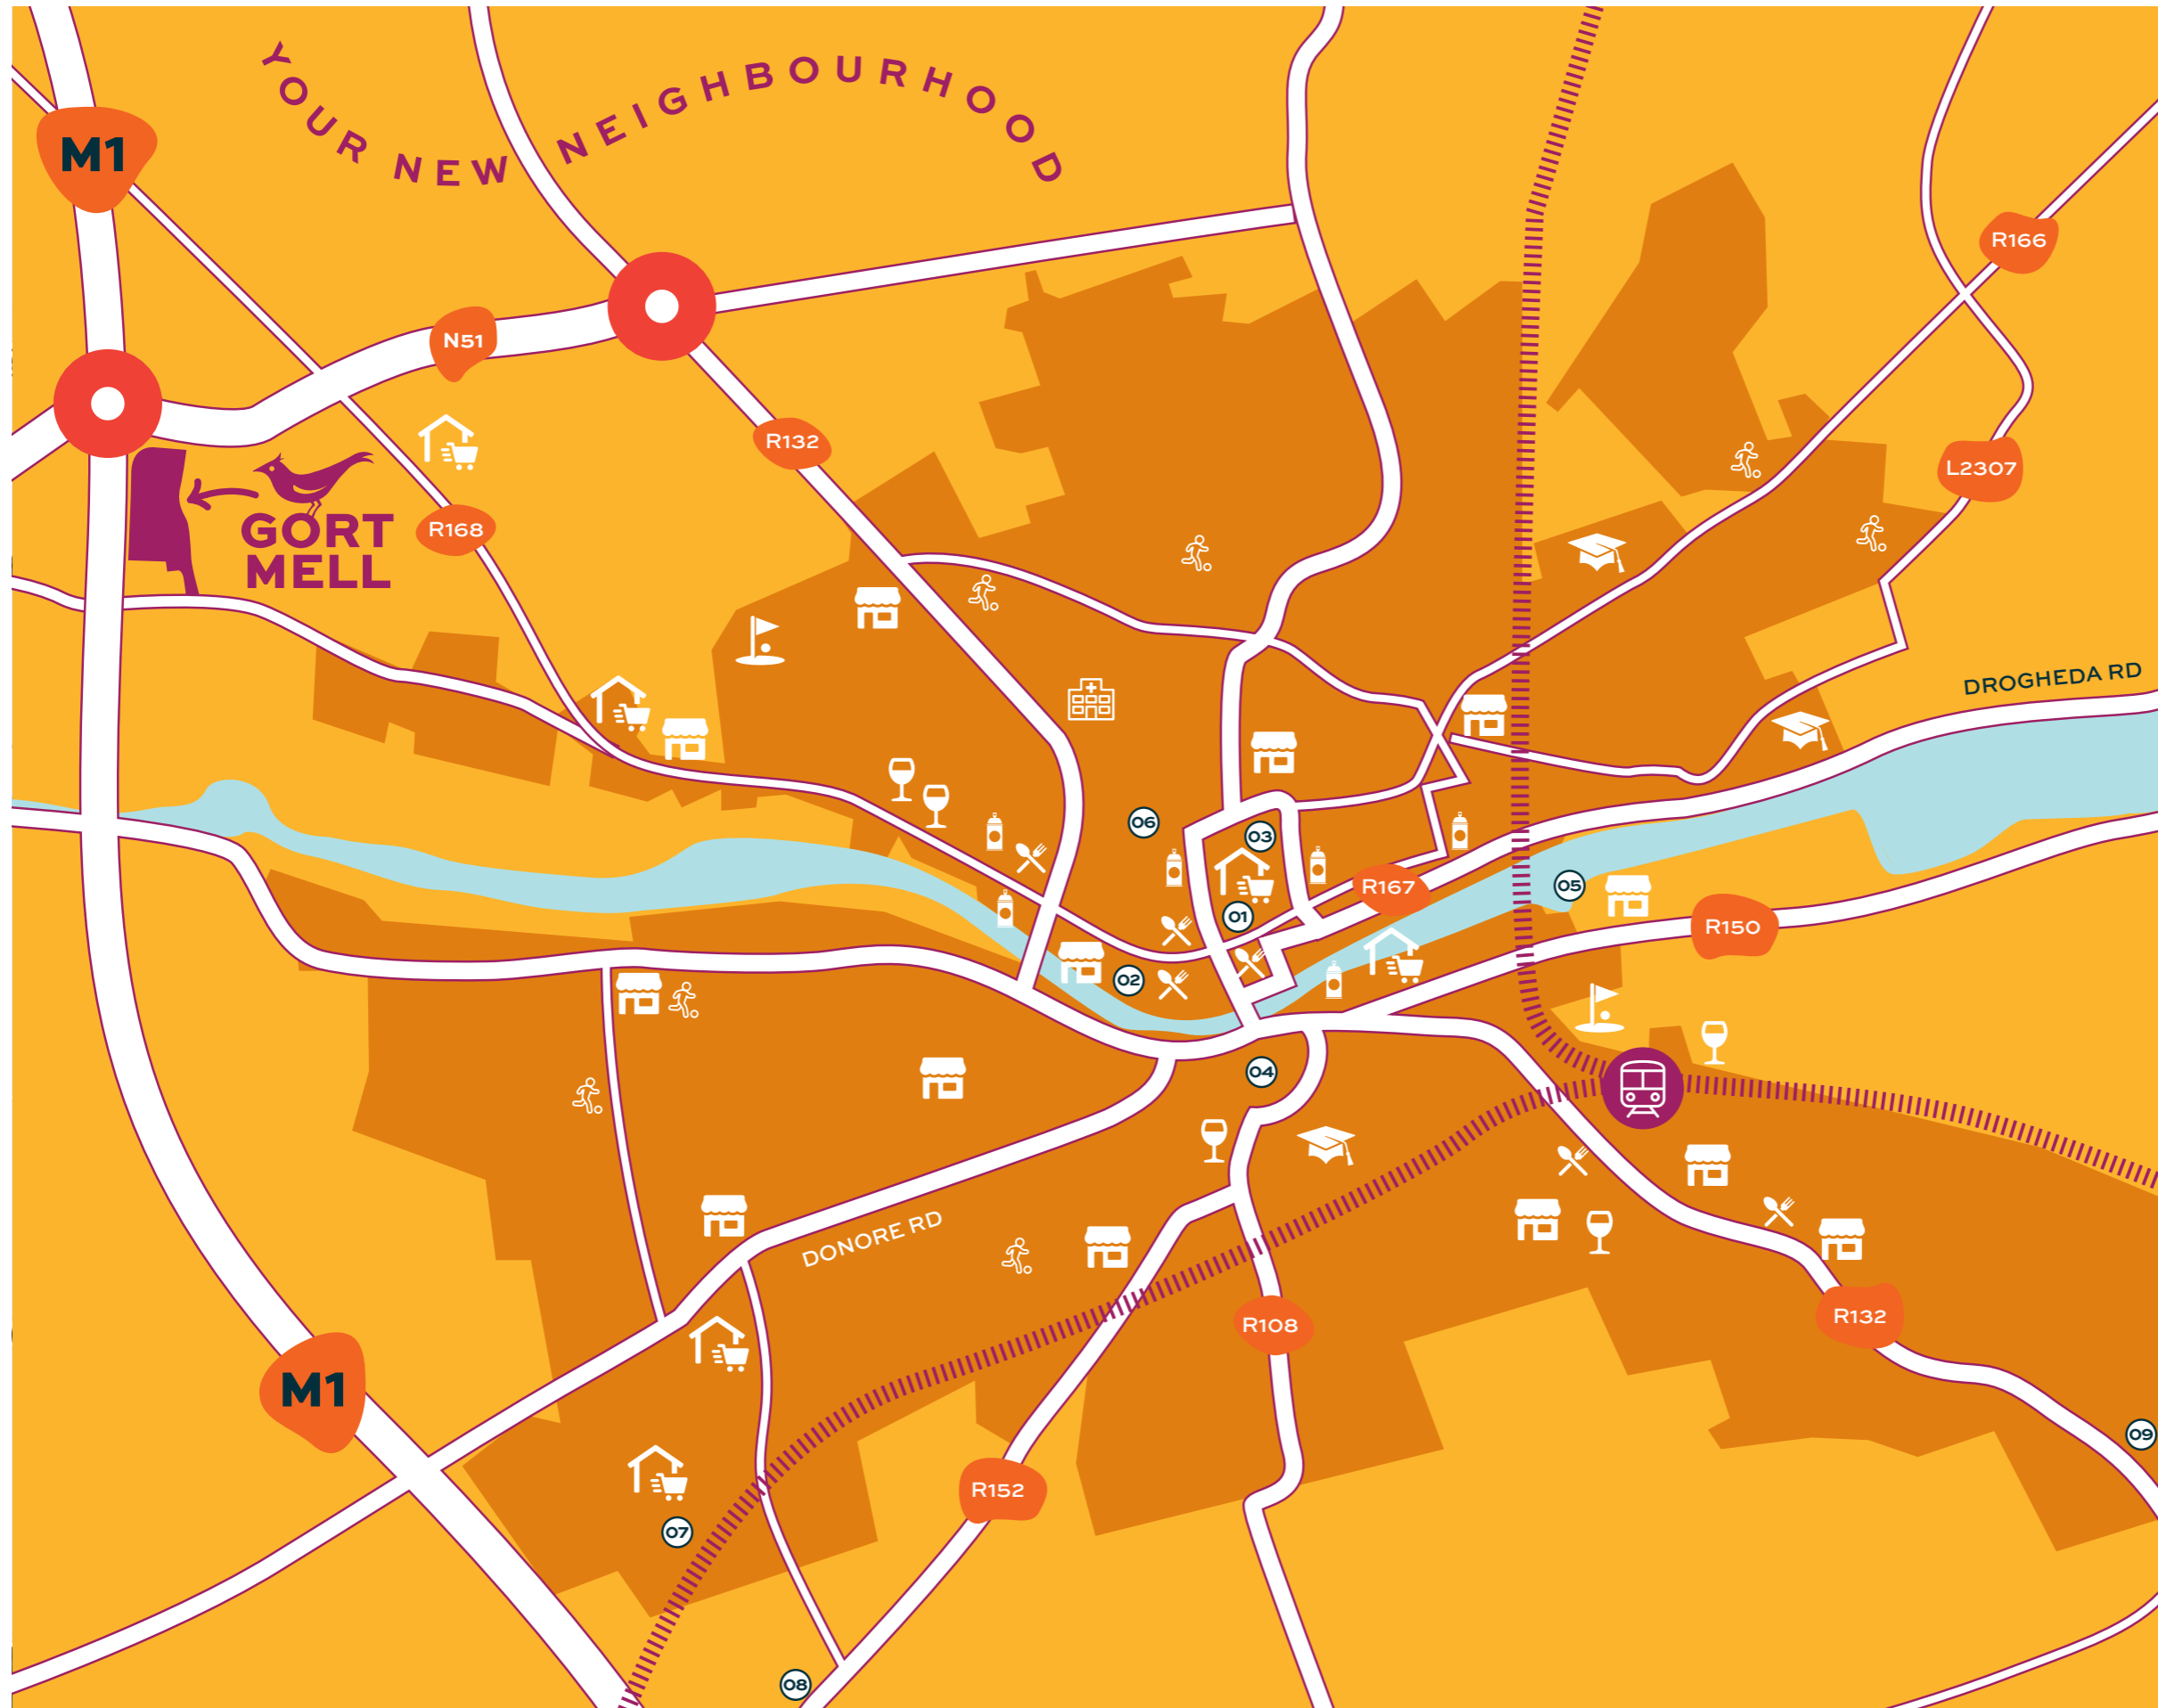 YOUR NEW NEIGHBOURHOOD
M1
R166
N51
R132
L2307
GORT
MELL
R168
DROGHEDA RD
06
03
R167
05
01
R150
02
04
DONORE RD
R108
R132
M1
09
R152
07
08